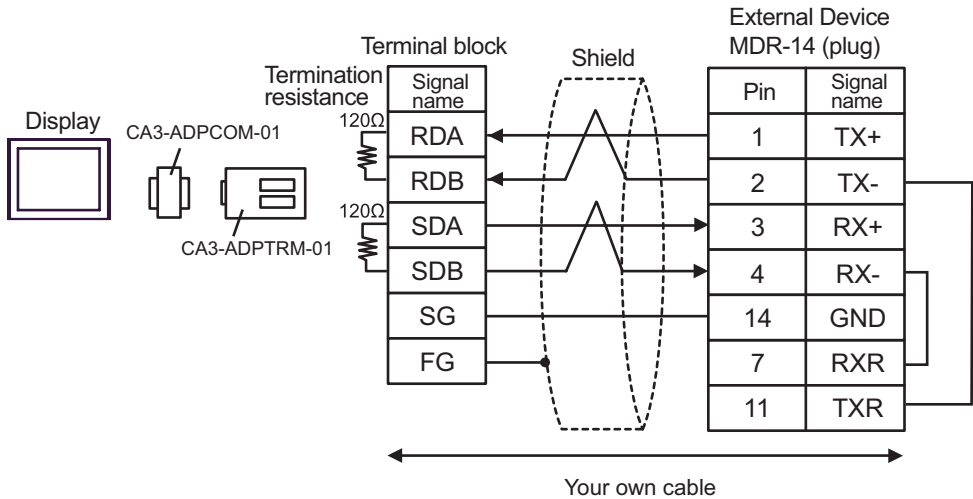 External Device
MDR-14 (plug)
Terminal block
Shield
Termination
resistance
Signal
name
Pin
Signal
name
Display
CA3-ADPCOM-01
120Ω
RDA
1
TX+
RDB
2
TX-
120Ω
SDA
3
RX+
CA3-ADPTRM-01
SDB
4
RX-
SG
14
GND
FG
7
RXR
11
TXR
Your own cable